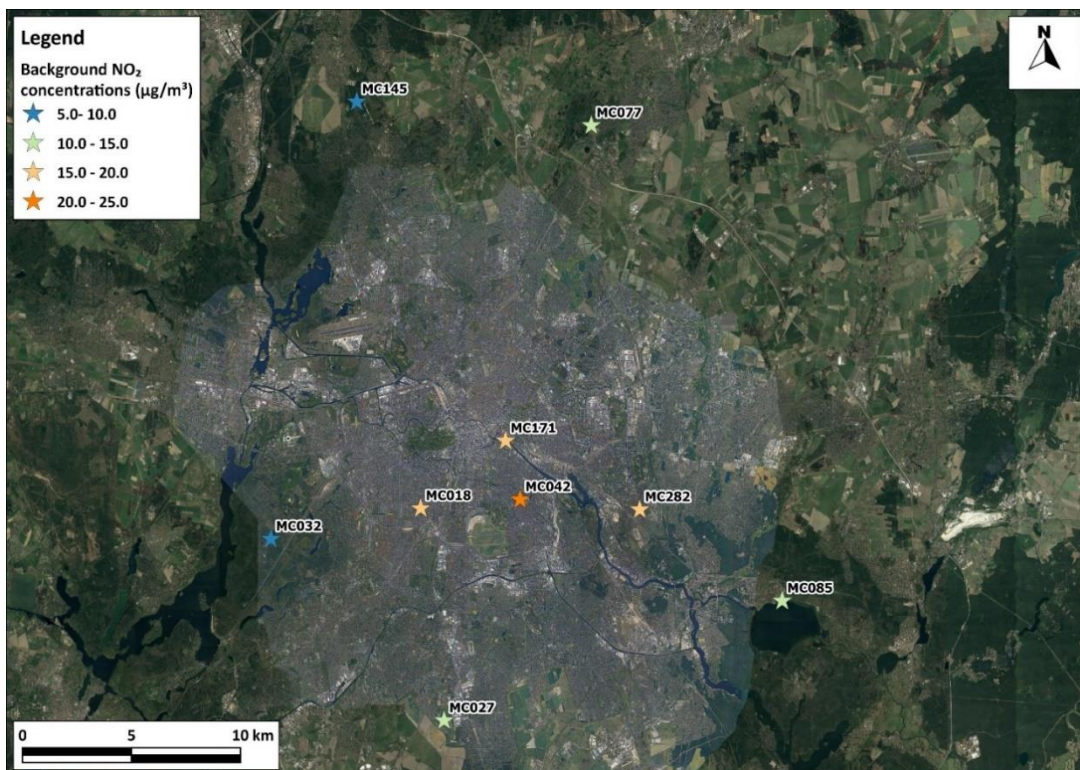 Legend
N
Background NO₂
concentrations (μg/m³)
5.0- 10.0
10.0 - 15.0
15.0 - 20.0
20.0 - 25.0
MC145
MC077
MC171
MC018
MC042
MC282
MC032
MC085
MC027
0 5 10 km